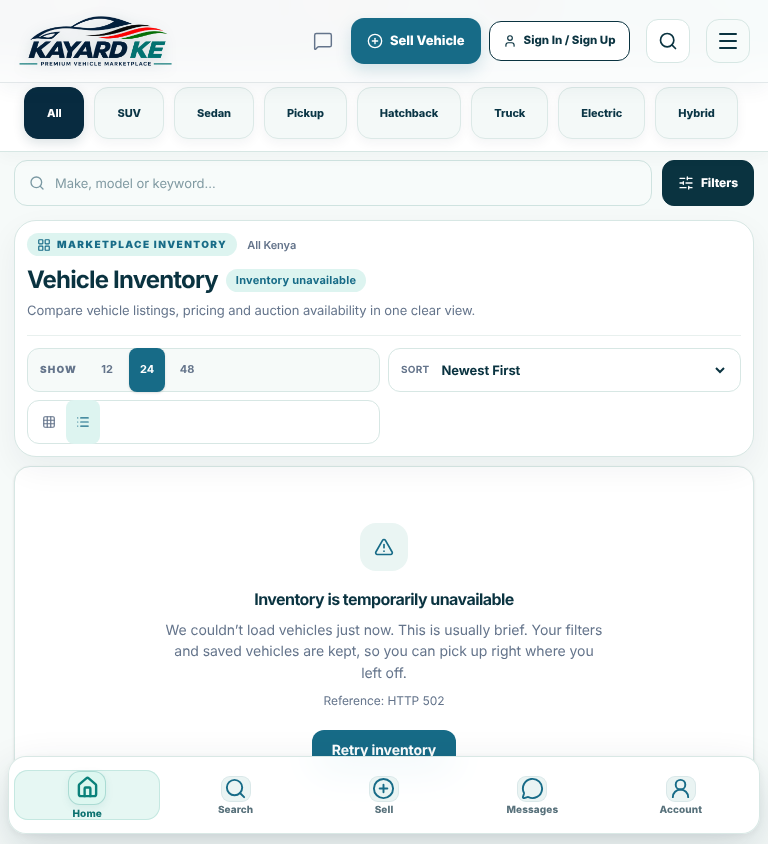 KAYARD KE
PREMIUM VEHICLE MARKETPLACE
Sell Vehicle
Sign In / Sign Up
All
SUV
Sedan
Pickup
Hatchback
Truck
Electric
Hybrid
Make, model or keyword...
Filters
MARKETPLACE INVENTORY
All Kenya
Vehicle Inventory
Inventory unavailable
Compare vehicle listings, pricing and auction availability in one clear view.
SHOW 12 24 48
SORT Newest First
Inventory is temporarily unavailable
We couldn’t load vehicles just now. This is usually brief. Your filters
and saved vehicles are kept, so you can pick up right where you
left off.
Reference: HTTP 502
Retry inventory
Home
Search
Sell
Messages
Account